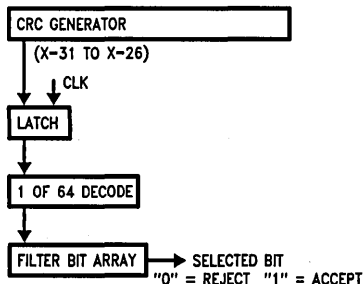 CRC GENERATOR
(X-31 TO X-26)
CLK
LATCH
1 OF 64 DECODE
FILTER BIT ARRAY
SELECTED BIT
"0" = REJECT "1" = ACCEPT